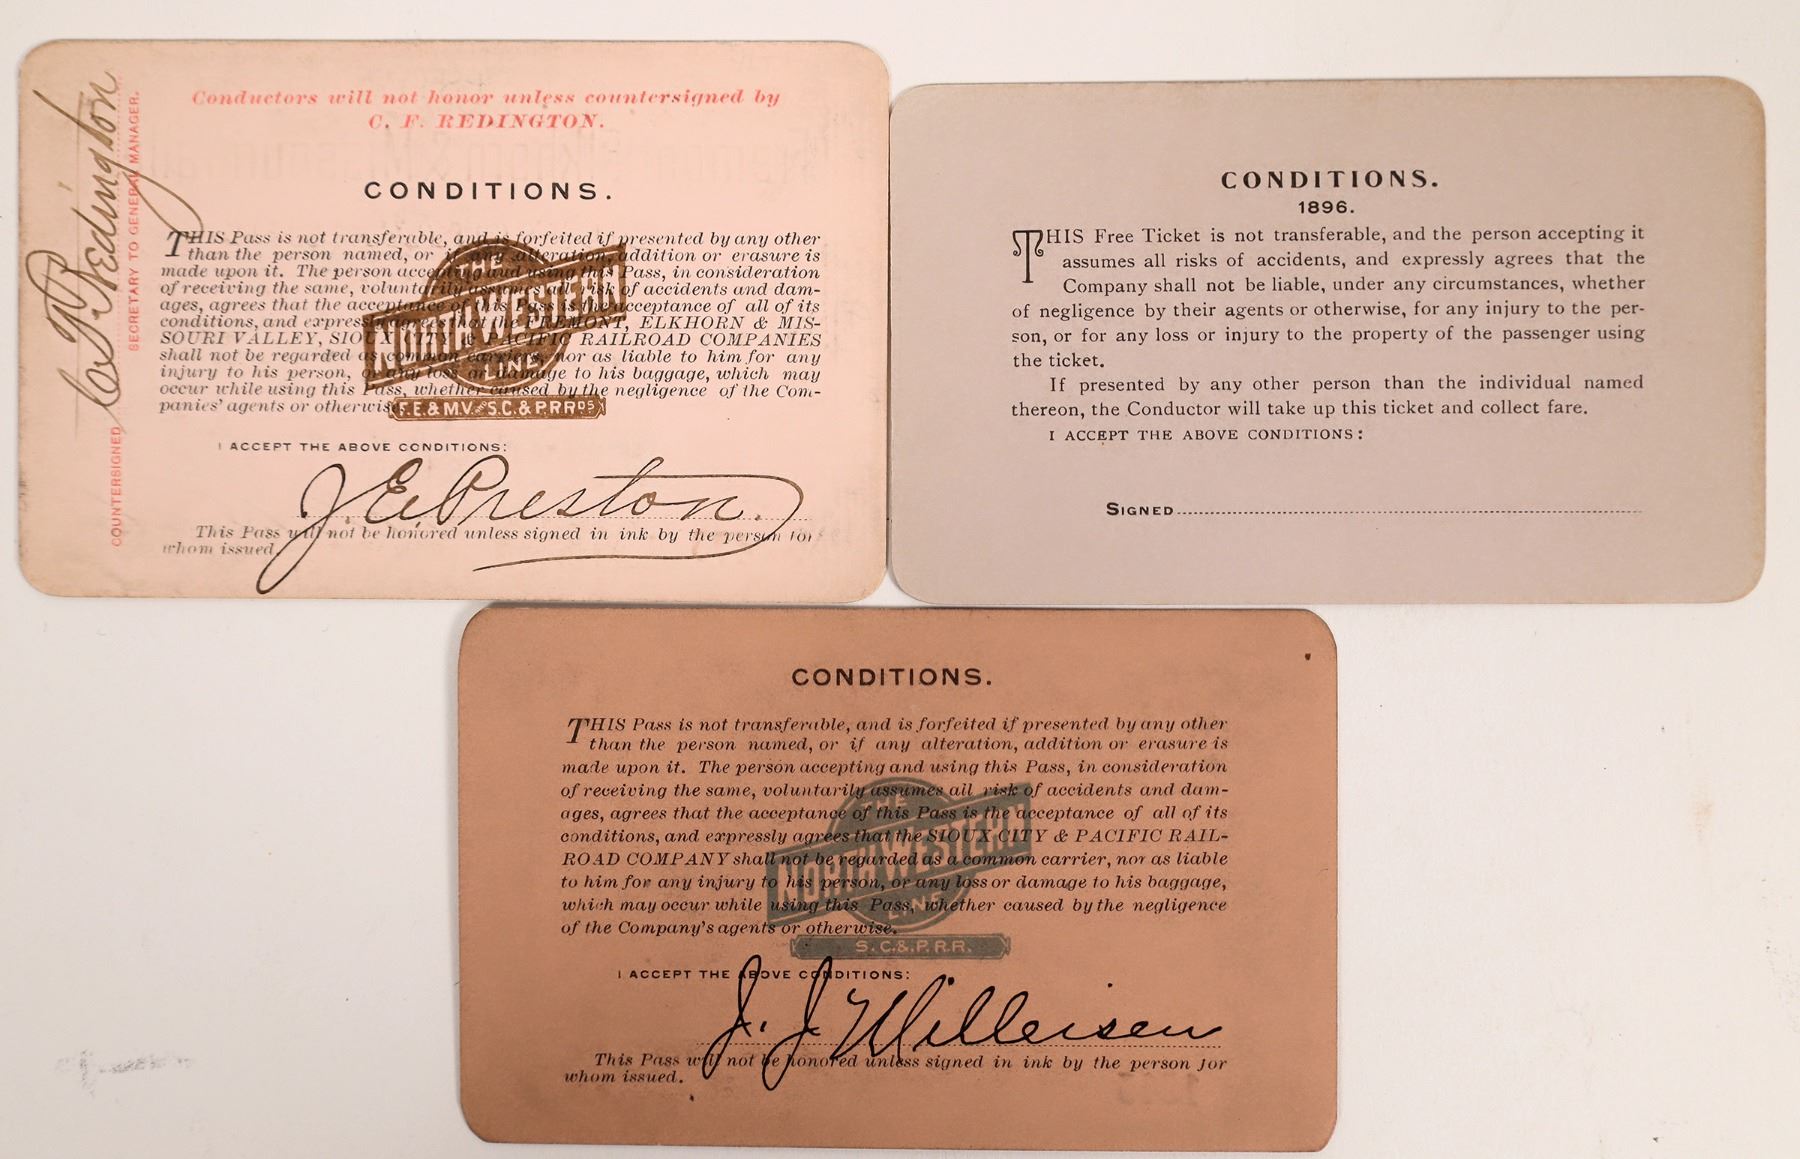 Conductors will not honor unless countersigned by
C. F. REDINGTON.
CONDITIONS.
THIS Pass is not transferable, and is forfeited if presented by any other
than the person named, or if any alteration, addition or erasure is
made upon it. The person accepting and using this Pass, in consideration
of receiving the same, voluntarily assumes all risk of accidents and dam-
ages, agrees that the acceptance of this Pass is the acceptance of all of its
conditions, and expressly agrees that the FREMONT, ELKHORN & MIS-
SOURI VALLEY, SIOUX CITY & PACIFIC RAILROAD COMPANIES
shall not be regarded as common carriers, nor as liable to him for any
injury to his person, or any loss or damage to his baggage, which may
occur while using this Pass, whether caused by the negligence of the Com-
panies' agents or otherwise.
THE
NORTH WESTERN
LINE
F.E.&M.V. AND S.C.&P.RRDS
I ACCEPT THE ABOVE CONDITIONS:
J. E. Preston.
This Pass will not be honored unless signed in ink by the person for
whom issued.
COUNTERSIGNED
C. F. Redington
SECRETARY TO GENERAL MANAGER.
CONDITIONS.
1896.
THIS Free Ticket is not transferable, and the person accepting it
assumes all risks of accidents, and expressly agrees that the
Company shall not be liable, under any circumstances, whether
of negligence by their agents or otherwise, for any injury to the per-
son, or for any loss or injury to the property of the passenger using
the ticket.
If presented by any other person than the individual named
thereon, the Conductor will take up this ticket and collect fare.
I ACCEPT THE ABOVE CONDITIONS:
SIGNED
CONDITIONS.
THIS Pass is not transferable, and is forfeited if presented by any other
than the person named, or if any alteration, addition or erasure is
made upon it. The person accepting and using this Pass, in consideration
of receiving the same, voluntarily assumes all risk of accidents and dam-
ages, agrees that the acceptance of this Pass is the acceptance of all of its
conditions, and expressly agrees that the SIOUX CITY & PACIFIC RAIL-
ROAD COMPANY shall not be regarded as a common carrier, nor as liable
to him for any injury to his person, or any loss or damage to his baggage,
which may occur while using this Pass, whether caused by the negligence
of the Company's agents or otherwise.
THE
NORTH WESTERN
LINE
S.C.&.P.R.R.
I ACCEPT THE ABOVE CONDITIONS:
J. J. Milleisen
This Pass will not be honored unless signed in ink by the person for
whom issued.